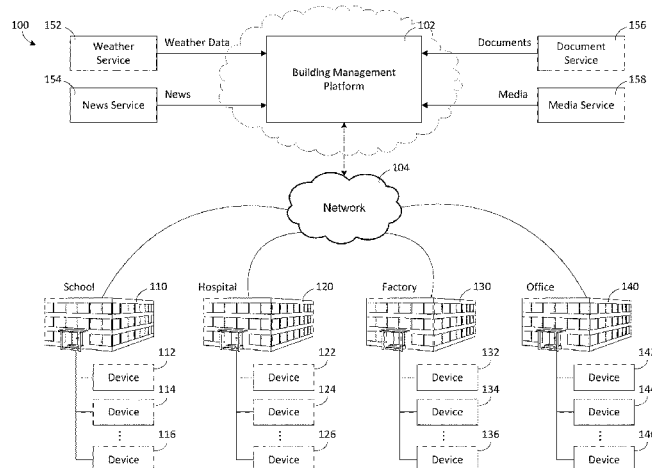 100
152
Weather Service
Weather Data
102
Building Management Platform
Documents
156
Document Service
154
News Service
News
Media
158
Media Service
104
Network
School
110
Hospital
120
Factory
130
Office
140
112
Device
122
Device
132
Device
Device
114
Device
124
Device
134
Device
Device
116
Device
126
Device
136
Device
Device